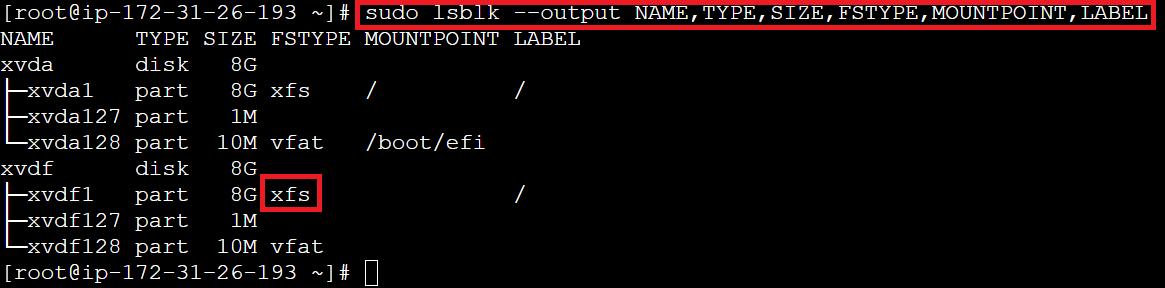 [root@ip-172-31-26-193 ~]# sudo lsblk --output NAME,TYPE,SIZE,FSTYPE,MOUNTPOINT,LABEL
NAME      TYPE SIZE FSTYPE MOUNTPOINT LABEL
xvda      disk   8G
├─xvda1   part   8G xfs    /          /
├─xvda127 part   1M
└─xvda128 part  10M vfat   /boot/efi
xvdf      disk   8G
├─xvdf1   part   8G xfs               /
├─xvdf127 part   1M
└─xvdf128 part  10M vfat
[root@ip-172-31-26-193 ~]#